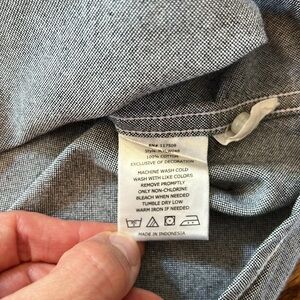 RN# 117508
100% COTTON
EXCLUSIVE OF DECORATION
MACHINE WASH COLD
WASH WITH LIKE COLORS
REMOVE PROMPTLY
ONLY NON-CHLORINE
BLEACH WHEN NEEDED
TUMBLE DRY LOW
WARM IRON IF NEEDED
MADE IN INDONESIA